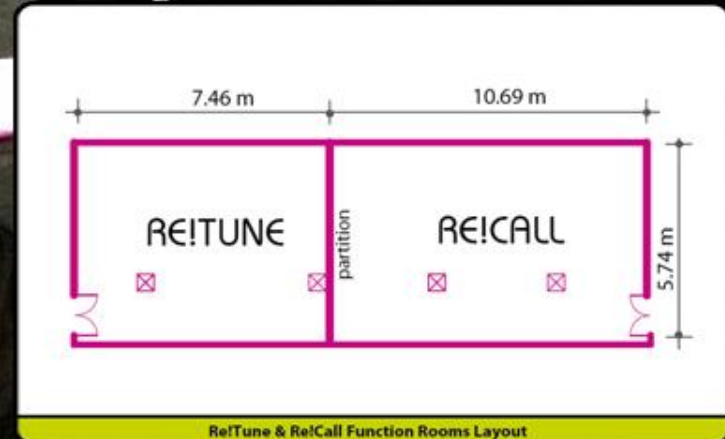 7.46 m
10.69 m
RE!TUNE
partition
RE!CALL
5.74 m
Re!Tune & Re!Call Function Rooms Layout